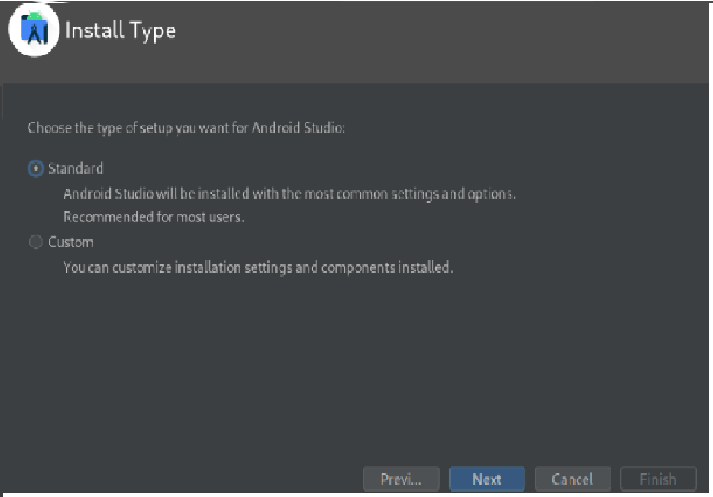 Install Type
Choose the type of setup you want for Android Studio:
Standard
Android Studio will be installed with the most common settings and options.
Recommended for most users.
Custom
You can customize installation settings and components installed.
Previ... Next Cancel Finish